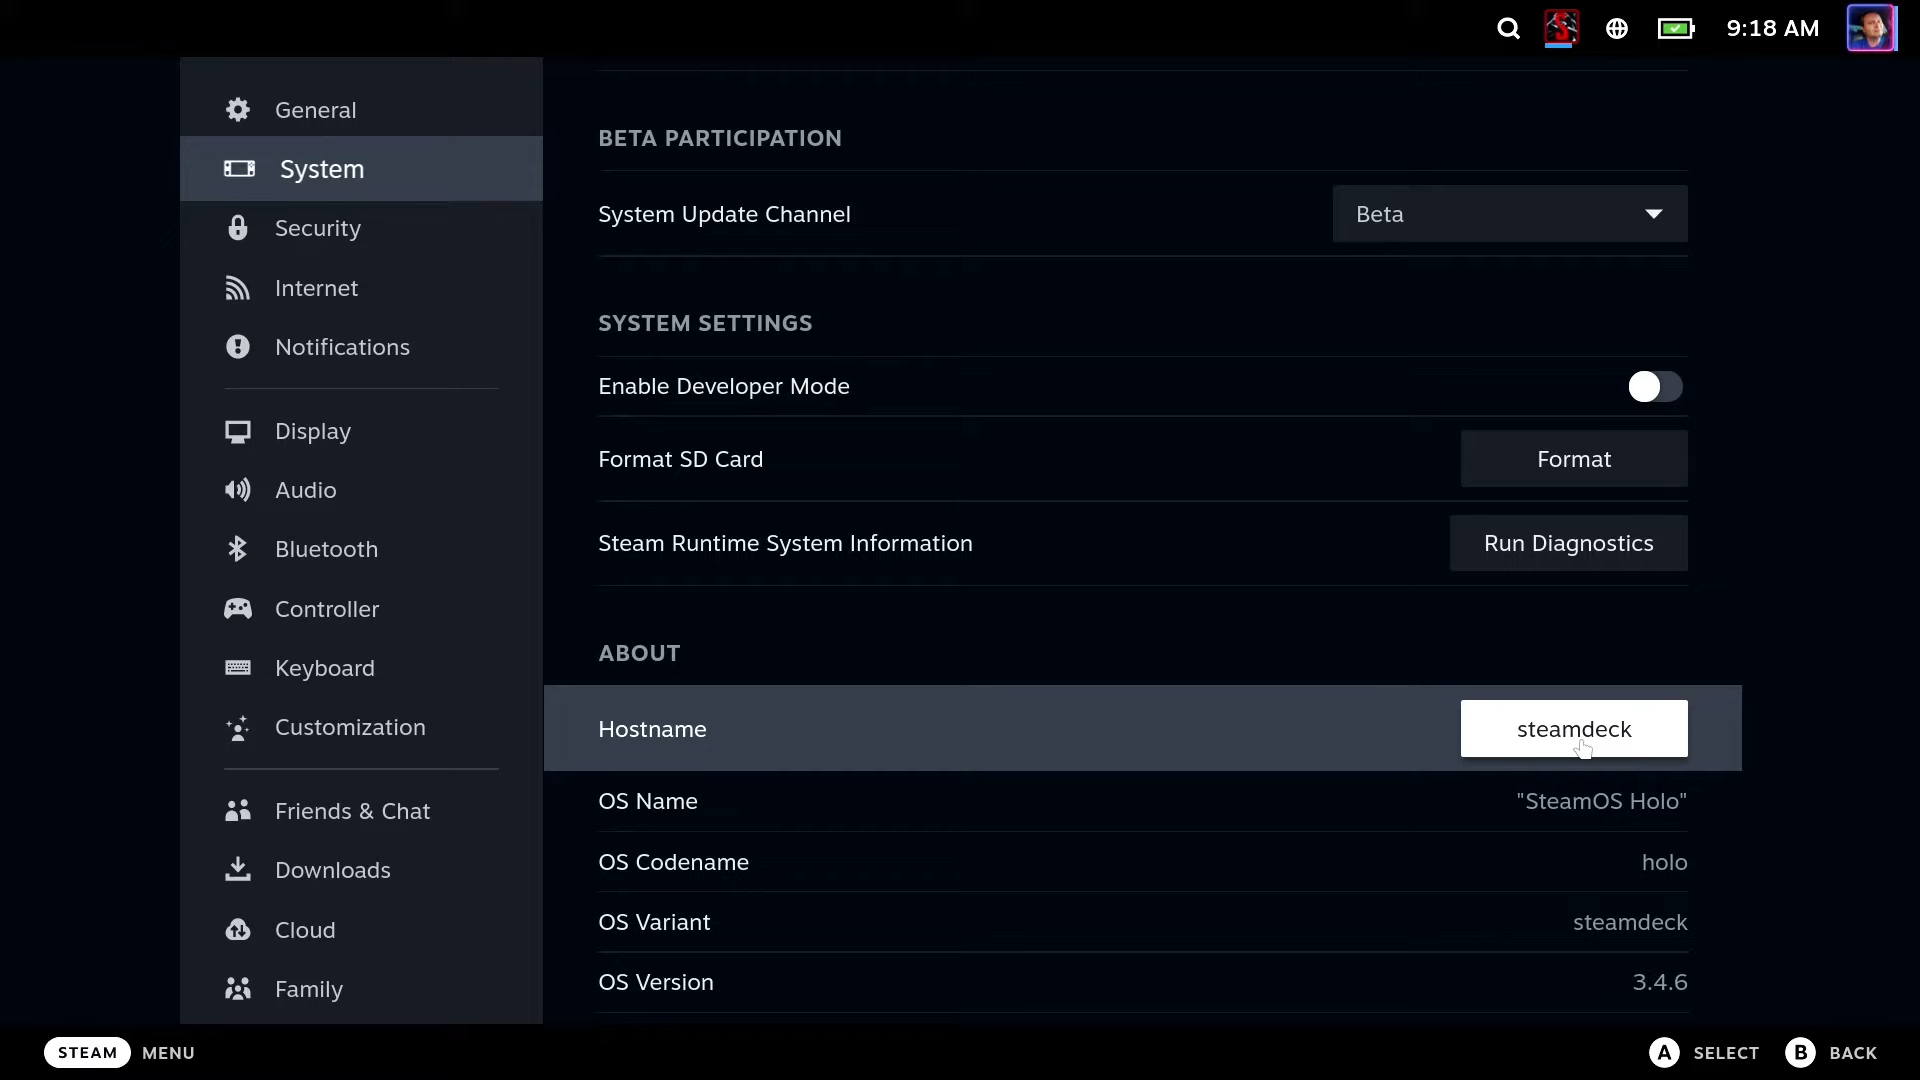 9:18 AM
General
System
Security
Internet
Notifications
Display
Audio
Bluetooth
Controller
Keyboard
Customization
Friends & Chat
Downloads
Cloud
Family
BETA PARTICIPATION
System Update Channel
Beta
SYSTEM SETTINGS
Enable Developer Mode
Format SD Card
Format
Steam Runtime System Information
Run Diagnostics
ABOUT
Hostname
steamdeck
OS Name
"SteamOS Holo"
OS Codename
holo
OS Variant
steamdeck
OS Version
3.4.6
STEAM MENU
A SELECT B BACK